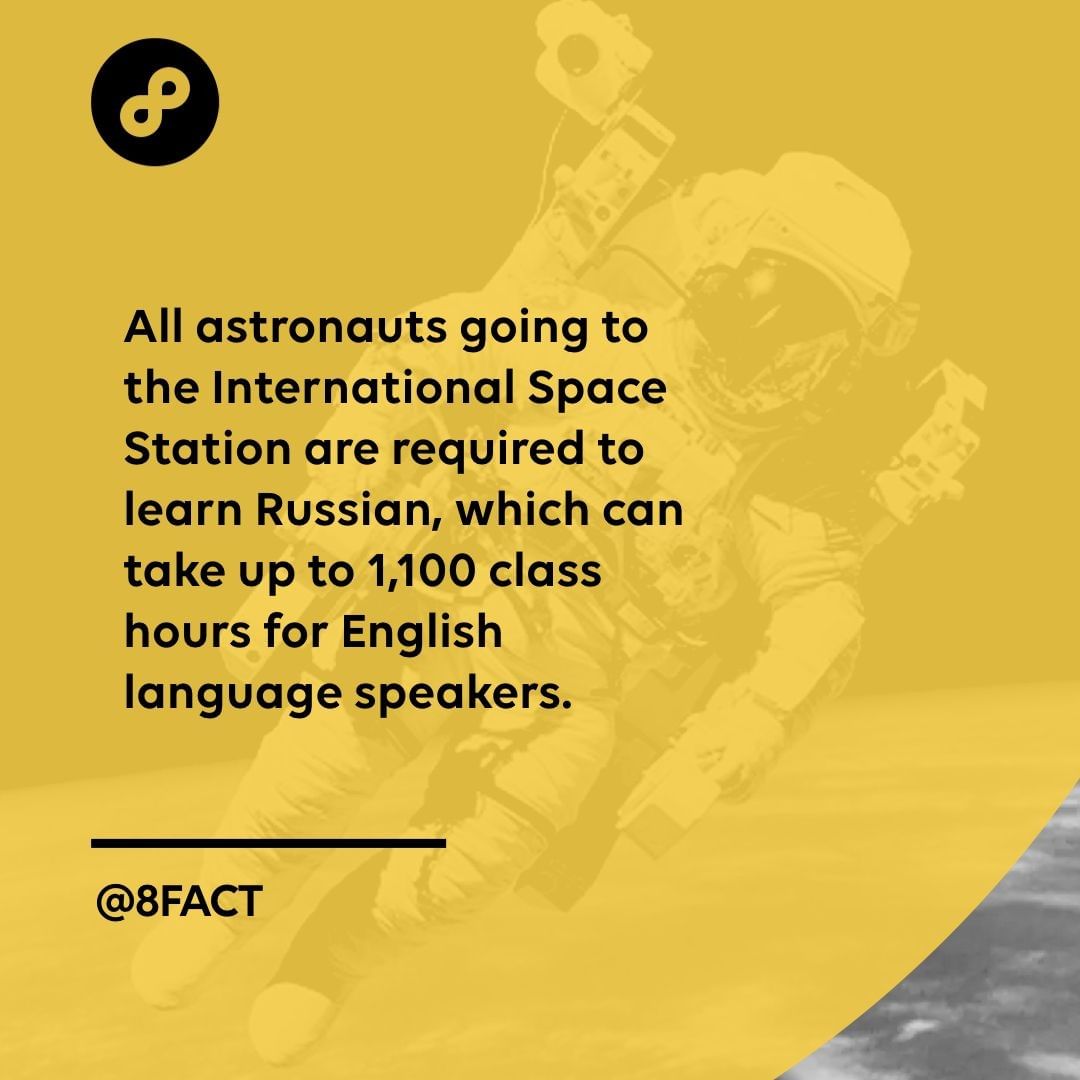 All astronauts going to
the International Space
Station are required to
learn Russian, which can
take up to 1,100 class
hours for English
language speakers.
@8FACT